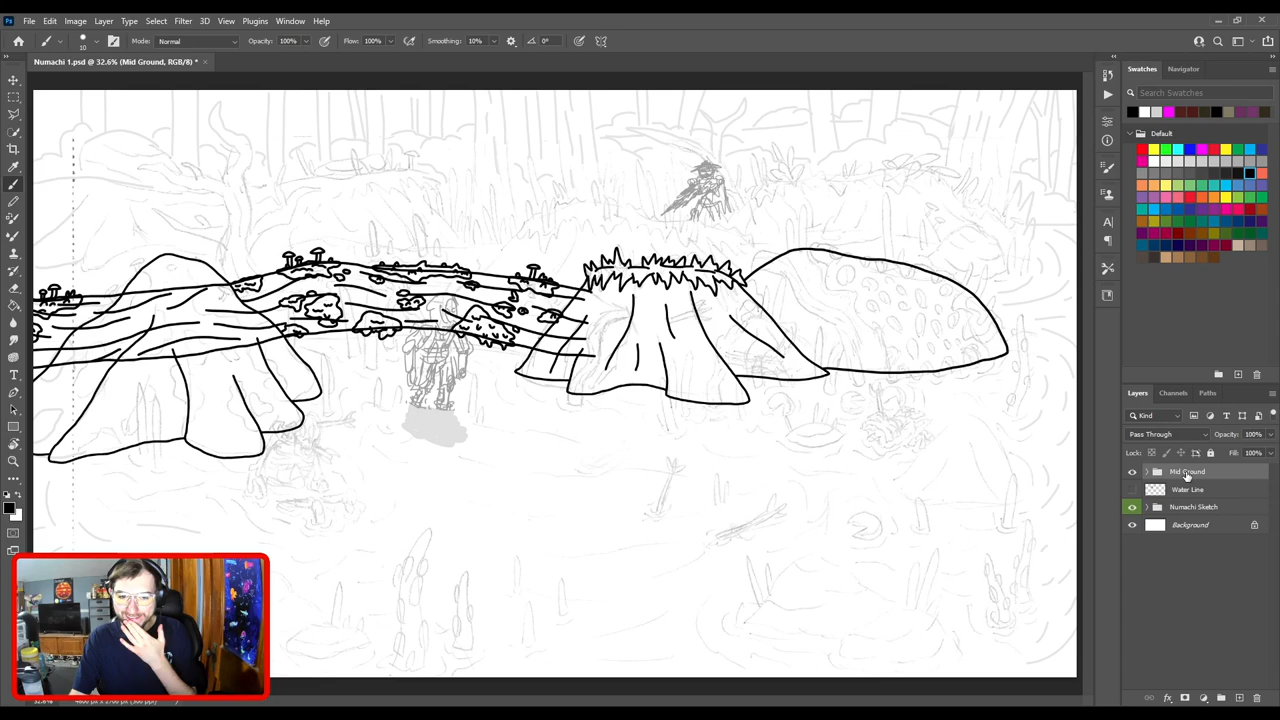 File Edit Image Layer Type Select Filter 3D View Plugins Window Help
10 Mode: Normal Opacity: 100% Flow: 100% Smoothing: 10% 0°
Numachi 1.psd @ 32.6% (Mid Ground, RGB/8) *
Swatches Navigator
Search Swatches
Default
Layers Channels Paths
Kind
Pass Through Opacity: 100%
Lock: Fill: 100%
Mid Ground
Water Line
Numachi Sketch
Background